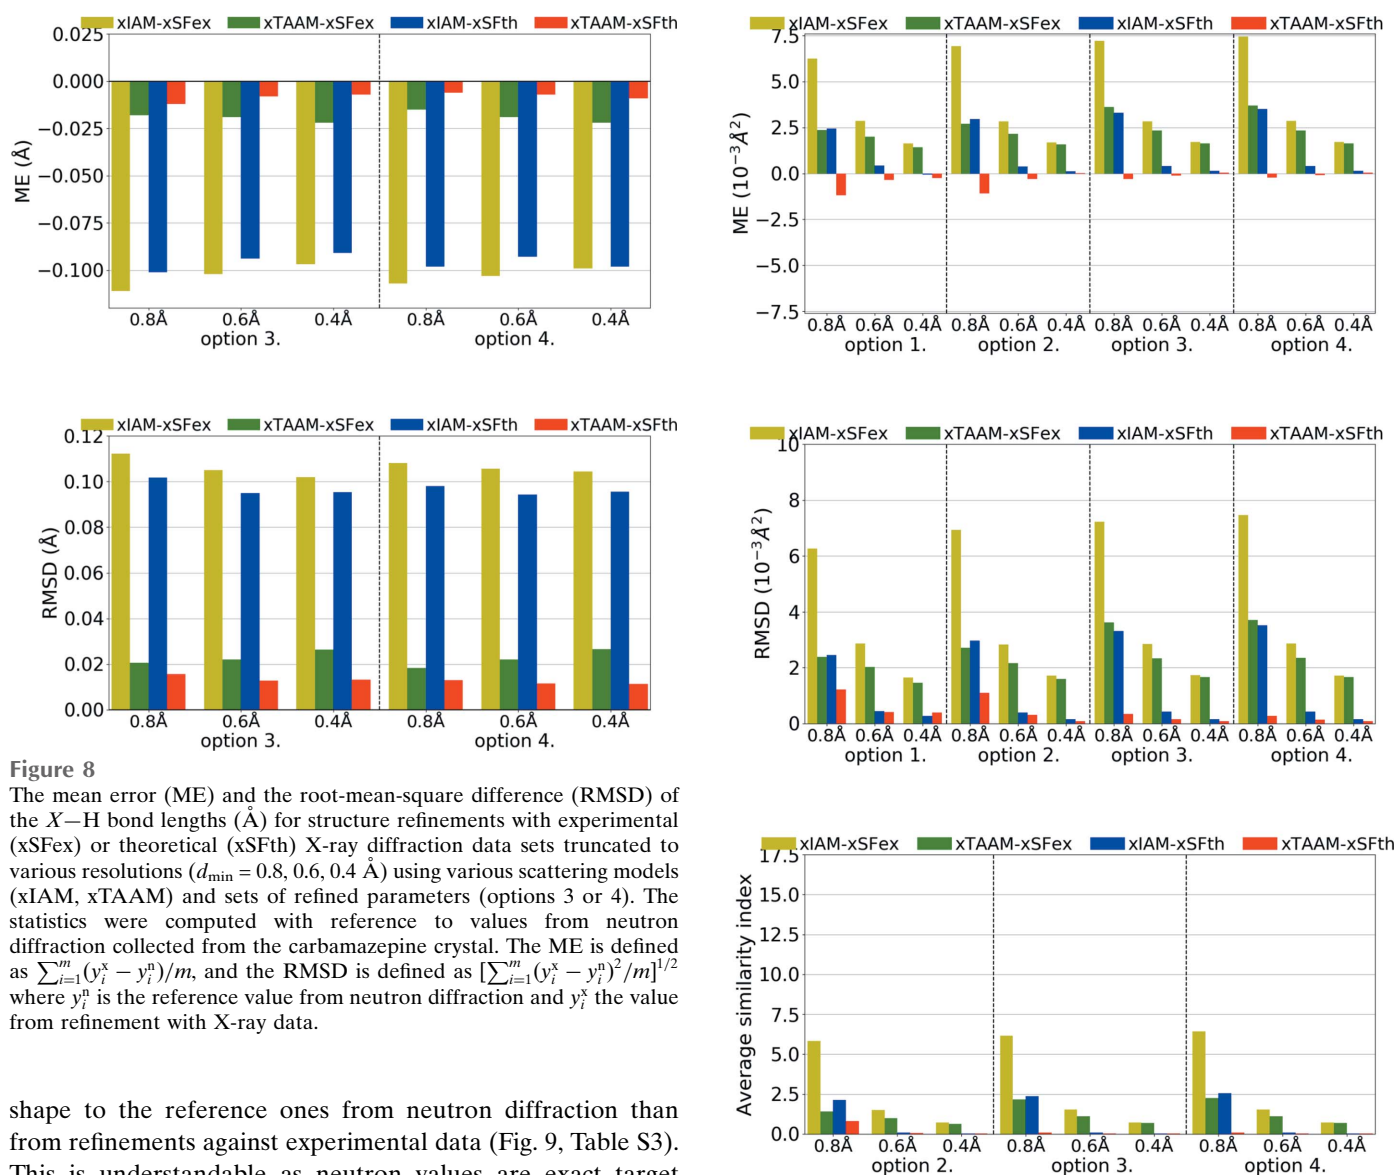 xIAM-xSFex xTAAM-xSFex xIAM-xSFth xTAAM-xSFth
0.025
0.000
−0.025
−0.050
−0.075
−0.100
ME (Å)
0.8Å 0.6Å 0.4Å 0.8Å 0.6Å 0.4Å
option 3. option 4.
xIAM-xSFex xTAAM-xSFex xIAM-xSFth xTAAM-xSFth
0.12
0.10
0.08
0.06
0.04
0.02
0.00
RMSD (Å)
0.8Å 0.6Å 0.4Å 0.8Å 0.6Å 0.4Å
option 3. option 4.
Figure 8
The mean error (ME) and the root-mean-square difference (RMSD) of
the X—H bond lengths (Å) for structure refinements with experimental
(xSFex) or theoretical (xSFth) X-ray diffraction data sets truncated to
various resolutions (dmin = 0.8, 0.6, 0.4 Å) using various scattering models
(xIAM, xTAAM) and sets of refined parameters (options 3 or 4). The
statistics were computed with reference to values from neutron
diffraction collected from the carbamazepine crystal. The ME is defined
as ∑ᵐᵢ₌₁(yᵢˣ − yᵢⁿ)/m, and the RMSD is defined as [∑ᵐᵢ₌₁(yᵢˣ − yᵢⁿ)²/m]¹/²
where yᵢⁿ is the reference value from neutron diffraction and yᵢˣ the value
from refinement with X-ray data.
shape to the reference ones from neutron diffraction than
from refinements against experimental data (Fig. 9, Table S3).
This is understandable as neutron values are exact target
xIAM-xSFex xTAAM-xSFex xIAM-xSFth xTAAM-xSFth
7.5
5.0
2.5
0.0
−2.5
−5.0
−7.5
ME (10⁻³Å²)
0.8Å 0.6Å 0.4Å 0.8Å 0.6Å 0.4Å 0.8Å 0.6Å 0.4Å 0.8Å 0.6Å 0.4Å
option 1. option 2. option 3. option 4.
xIAM-xSFex xTAAM-xSFex xIAM-xSFth xTAAM-xSFth
10
8
6
4
2
0
RMSD (10⁻³Å²)
0.8Å 0.6Å 0.4Å 0.8Å 0.6Å 0.4Å 0.8Å 0.6Å 0.4Å 0.8Å 0.6Å 0.4Å
option 1. option 2. option 3. option 4.
xIAM-xSFex xTAAM-xSFex xIAM-xSFth xTAAM-xSFth
17.5
15.0
12.5
10.0
7.5
5.0
2.5
0.0
Average similarity index
0.8Å 0.6Å 0.4Å 0.8Å 0.6Å 0.4Å 0.8Å 0.6Å 0.4Å
option 2. option 3. option 4.